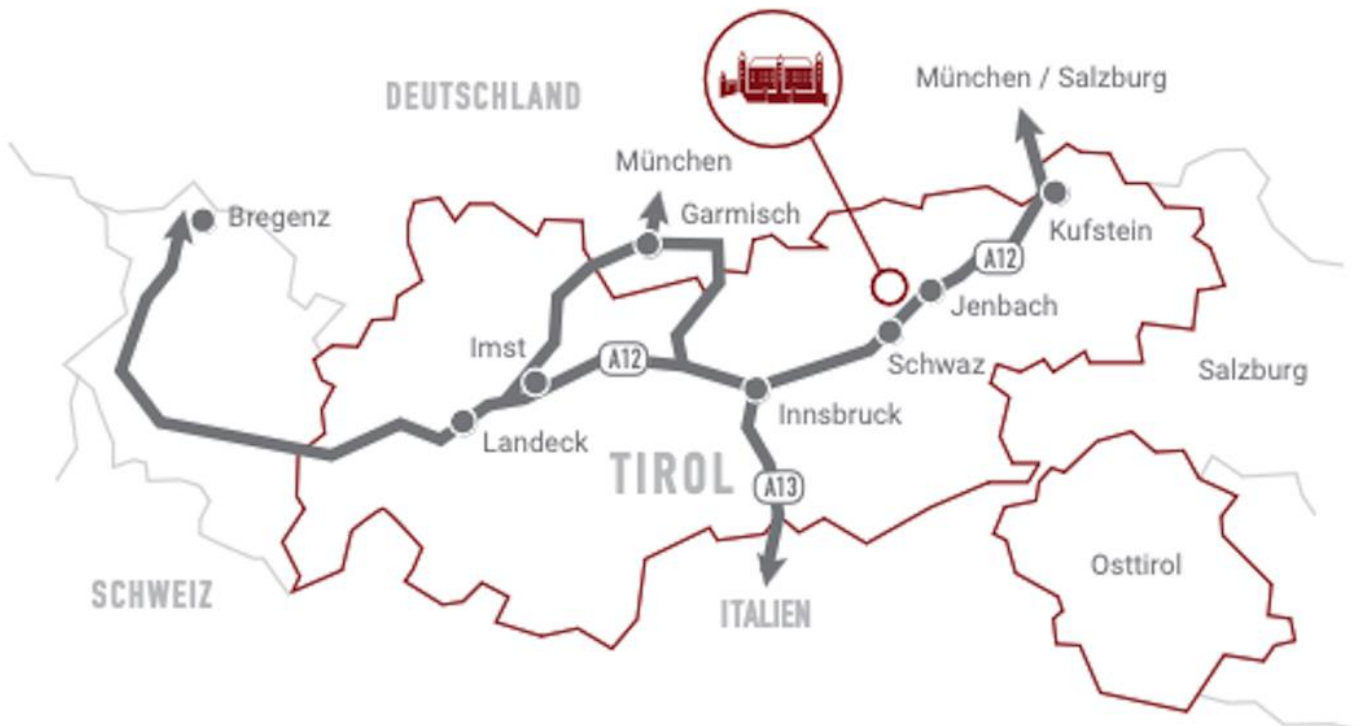 DEUTSCHLAND
München / Salzburg
München
Garmisch
Bregenz
Kufstein
A12
Jenbach
Imst
A12
Schwaz
Salzburg
Innsbruck
Landeck
TIROL
A13
Osttirol
SCHWEIZ
ITALIEN